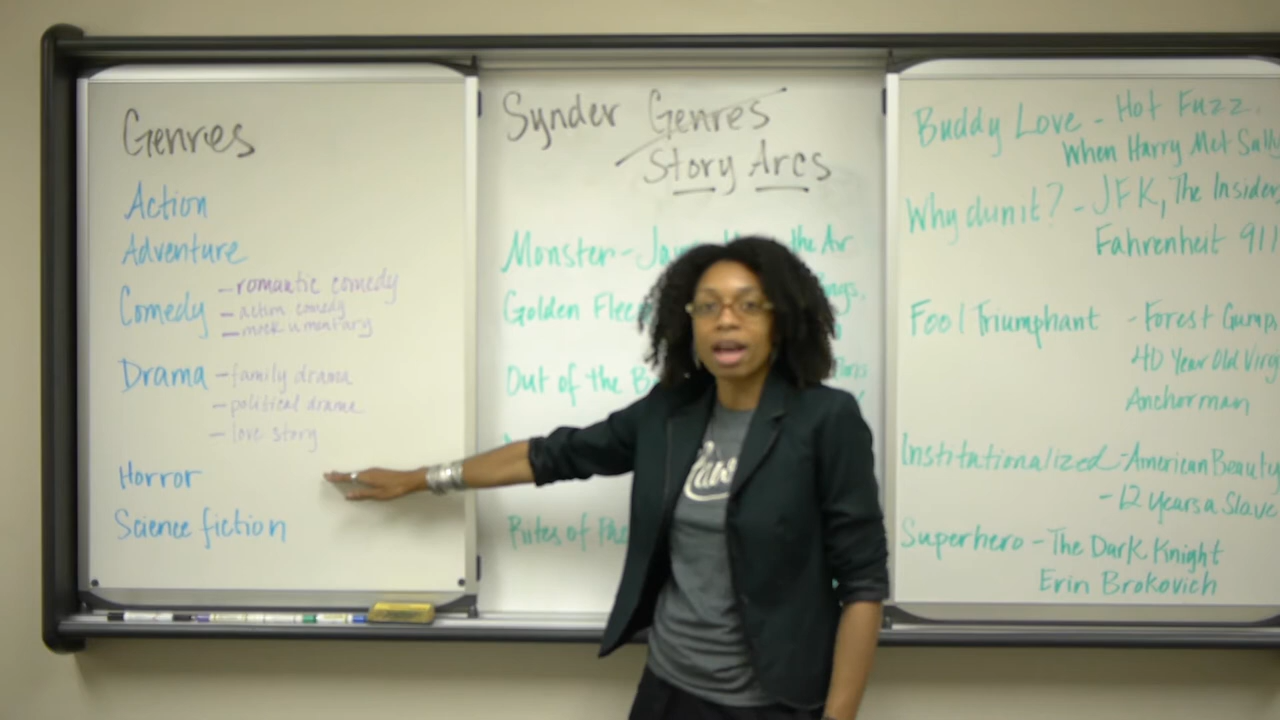 Genres
Action
Adventure
Comedy
- romantic comedy
- action comedy
- mockumentary
Drama - family drama
- political drama
- love story
Horror
Science fiction
Synder Genres
Story Arcs
Monster - the Air
Golden
Out of the
Rites of
Buddy Love - Hot Fuzz
When Harry Met Sally
Why dunit? - JFK, The Insider
Fahrenheit 911
Fool Triumphant - Forest Gump,
40 Year Old
Anchorman
Institutionalized - American Beauty
- 12 Years a Slave
Superhero - The Dark Knight
Erin Brokovich